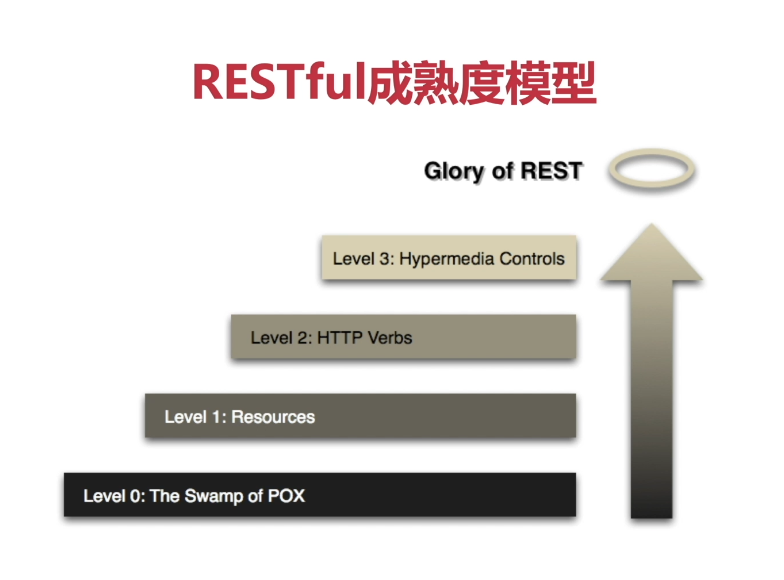 RESTful成熟度模型
Glory of REST
Level 3: Hypermedia Controls
Level 2: HTTP Verbs
Level 1: Resources
Level 0: The Swamp of POX